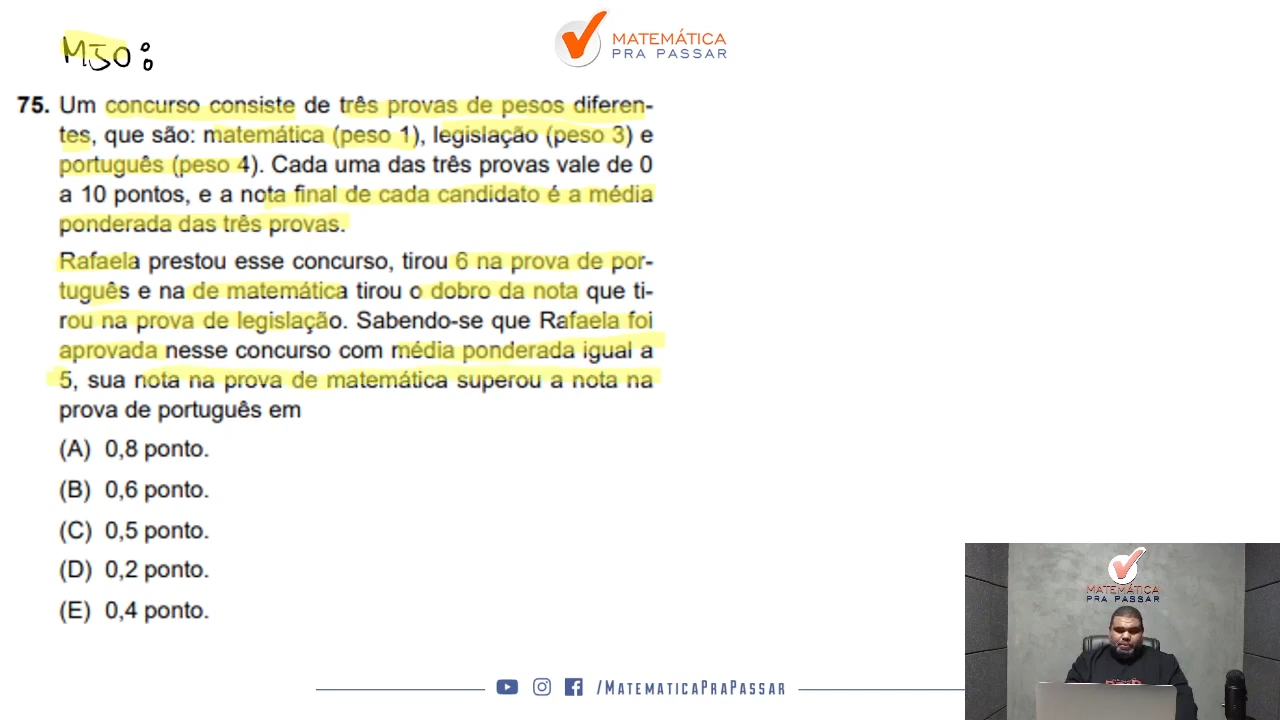 MJO:
MATEMÁTICA
PRA PASSAR
75. Um concurso consiste de três provas de pesos diferen-
tes, que são: matemática (peso 1), legislação (peso 3) e
português (peso 4). Cada uma das três provas vale de 0
a 10 pontos, e a nota final de cada candidato é a média
ponderada das três provas.
Rafaela prestou esse concurso, tirou 6 na prova de por-
tuguês e na de matemática tirou o dobro da nota que ti-
rou na prova de legislação. Sabendo-se que Rafaela foi
aprovada nesse concurso com média ponderada igual a
5, sua nota na prova de matemática superou a nota na
prova de português em
(A) 0,8 ponto.
(B) 0,6 ponto.
(C) 0,5 ponto.
(D) 0,2 ponto.
(E) 0,4 ponto.
MATEMÁTICA
PRA PASSAR
/MATEMATICAPRAPASSAR